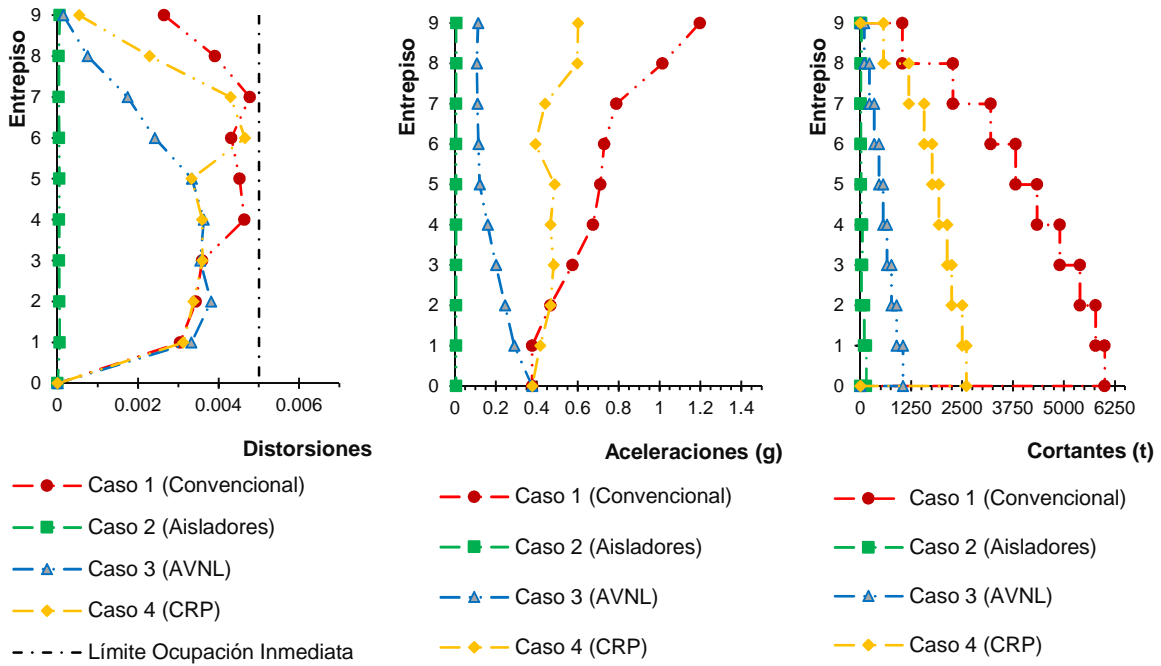 Entrepiso
9
8
7
6
5
4
3
2
1
0
0
0.002
0.004
0.006
Distorsiones
Caso 1 (Convencional)
Caso 2 (Aisladores)
Caso 3 (AVNL)
Caso 4 (CRP)
Límite Ocupación Inmediata
Entrepiso
9
8
7
6
5
4
3
2
1
0
0
0.2
0.4
0.6
0.8
1
1.2
1.4
Aceleraciones (g)
Caso 1 (Convencional)
Caso 2 (Aisladores)
Caso 3 (AVNL)
Caso 4 (CRP)
Entrepiso
9
8
7
6
5
4
3
2
1
0
0
1250
2500
3750
5000
6250
Cortantes (t)
Caso 1 (Convencional)
Caso 2 (Aisladores)
Caso 3 (AVNL)
Caso 4 (CRP)